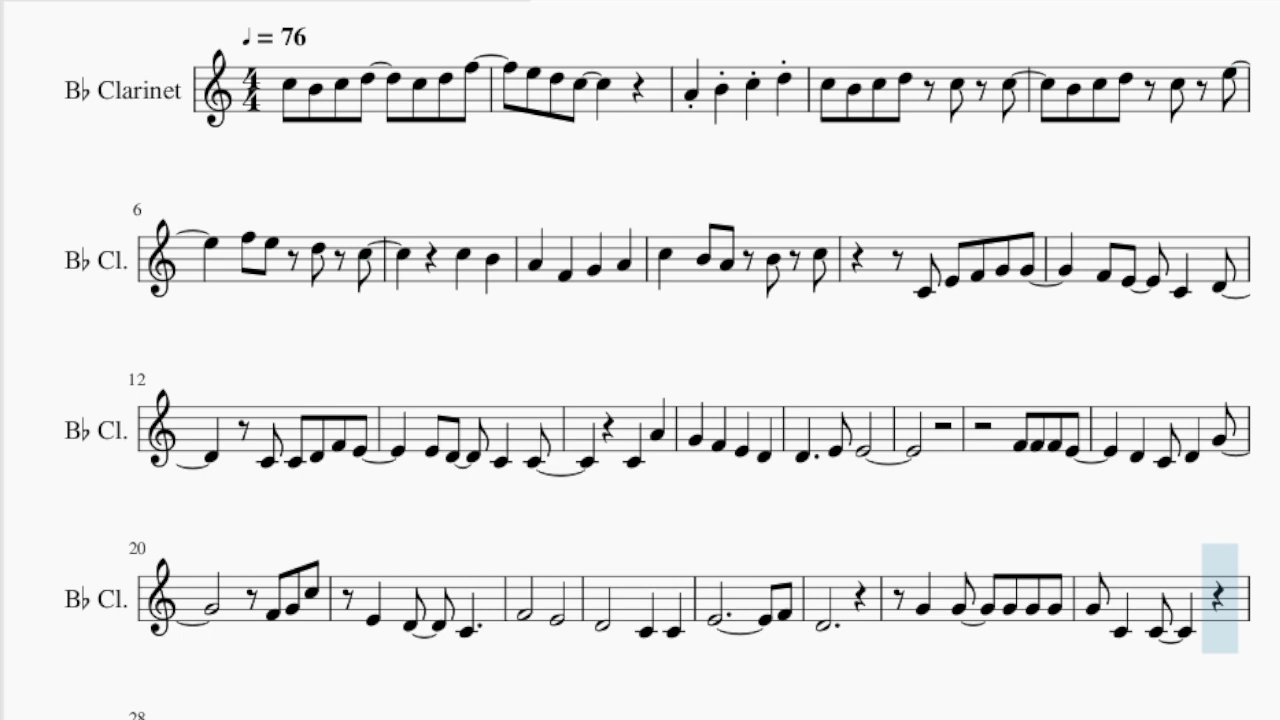 ♩ = 76
B♭ Clarinet
4
4
6
B♭ Cl.
12
B♭ Cl.
20
B♭ Cl.
28